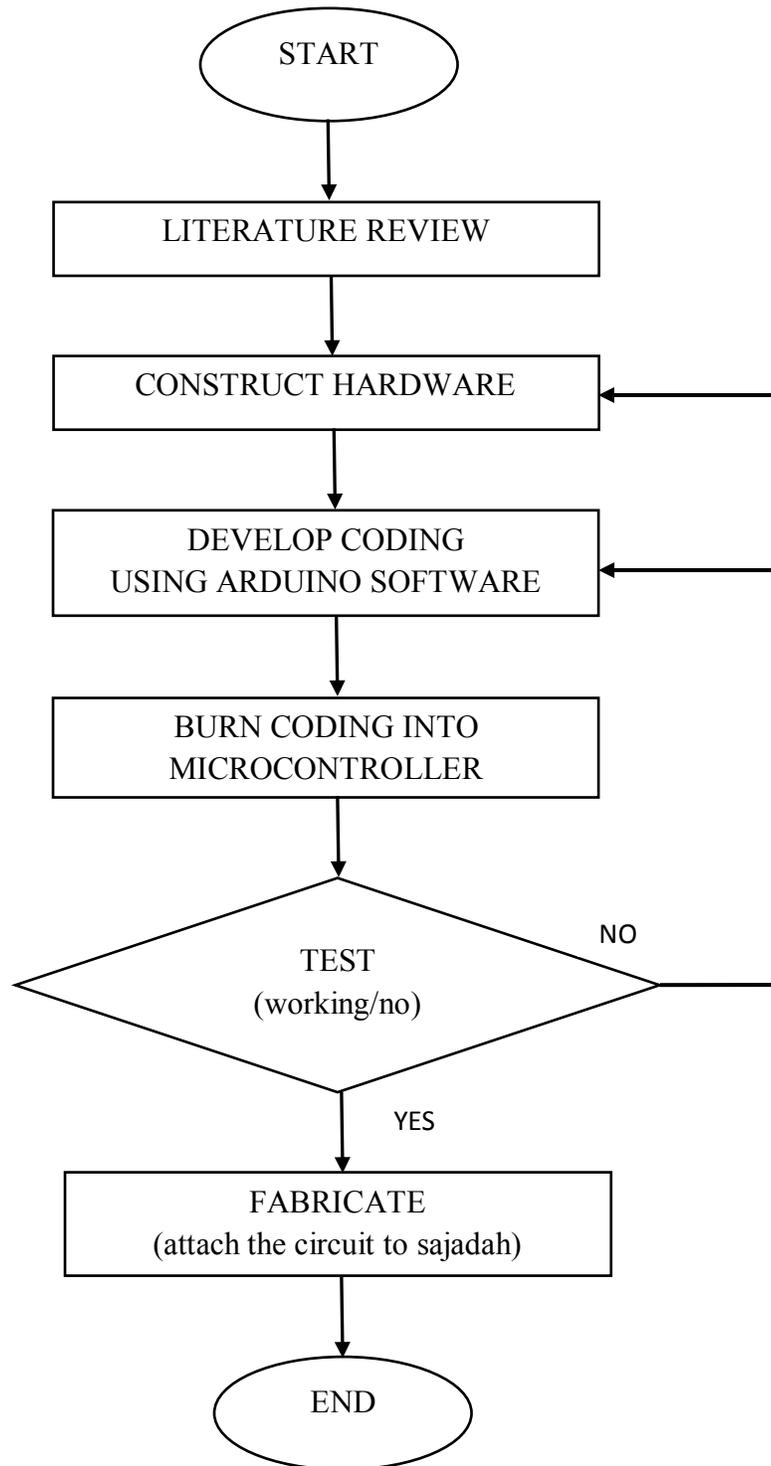 START
LITERATURE REVIEW
CONSTRUCT HARDWARE
DEVELOP CODING
USING ARDUINO SOFTWARE
BURN CODING INTO
MICROCONTROLLER
TEST
(working/no)
NO
YES
FABRICATE
(attach the circuit to sajadah)
END